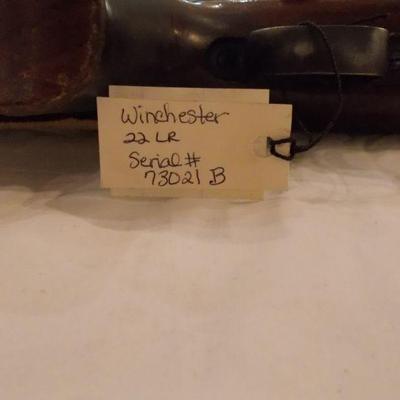 Winchester
22 LR
Serial #
73021 B